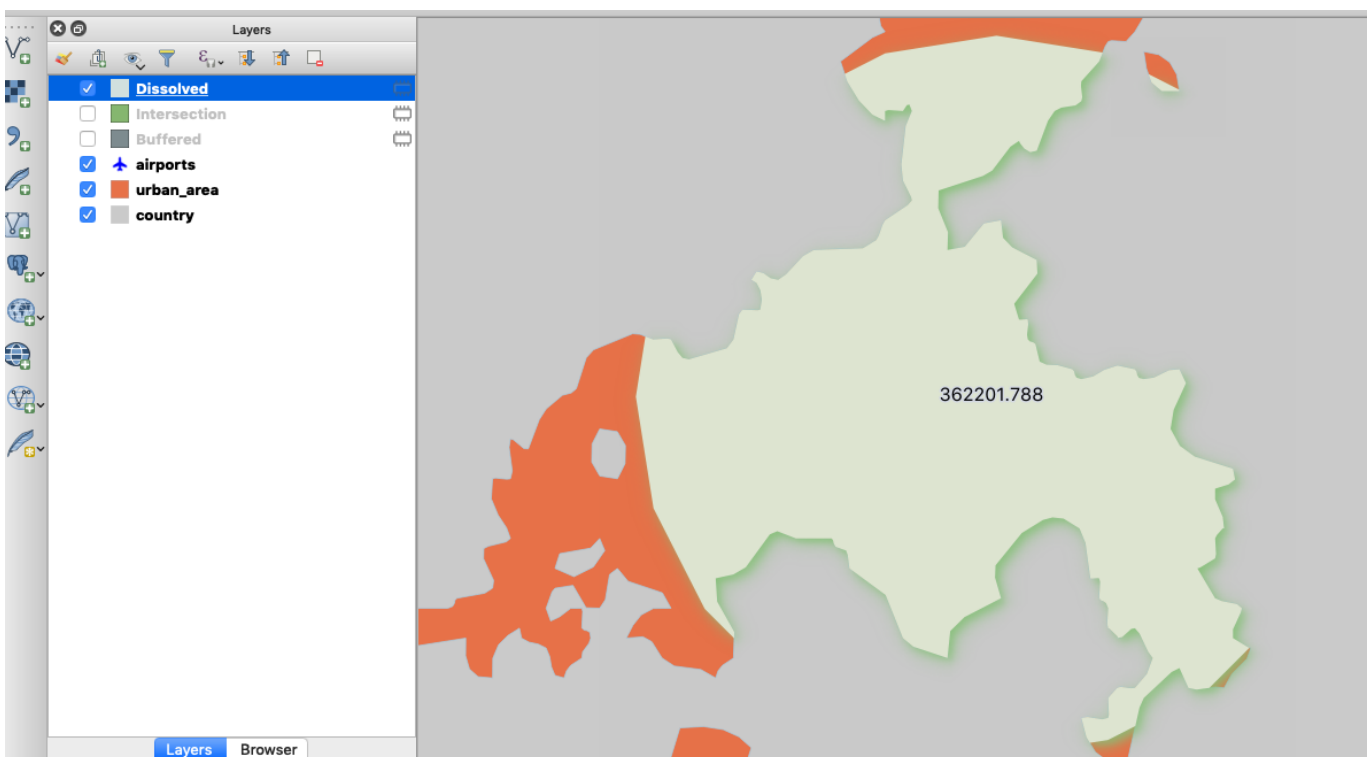 Layers
Dissolved
Intersection
Buffered
airports
urban_area
country
362201.788
Layers Browser